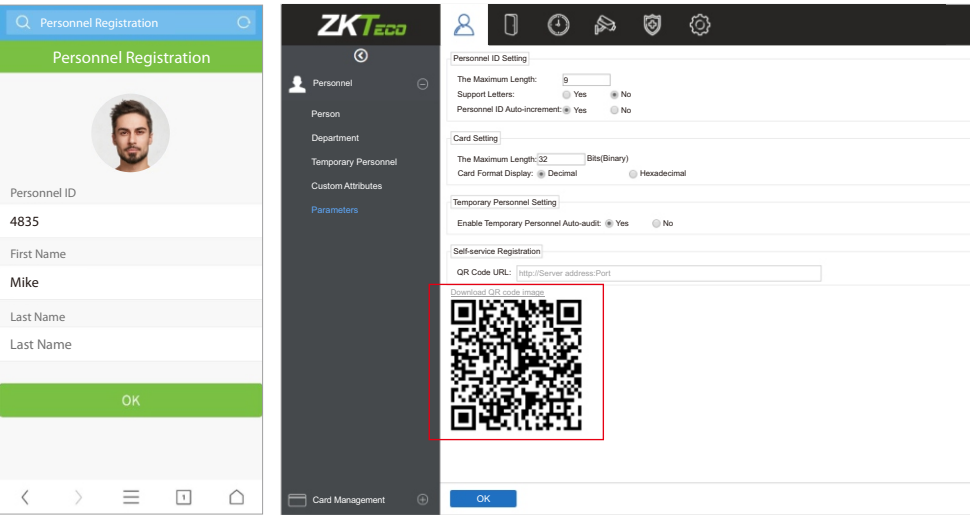 Personnel Registration
Personnel Registration
Personnel ID
4835
First Name
Mike
Last Name
Last Name
OK
1
ZKTeco
Personnel
Person
Department
Temporary Personnel
Custom Attributes
Parameters
Card Management
Personnel ID Setting
The Maximum Length: 9
Support Letters: Yes No
Personnel ID Auto-increment: Yes No
Card Setting
The Maximum Length: 32 Bits(Binary)
Card Format Display: Decimal Hexadecimal
Temporary Personnel Setting
Enable Temporary Personnel Auto-audit: Yes No
Self-service Registration
QR Code URL: http://Server address:Port
Download QR code image
OK